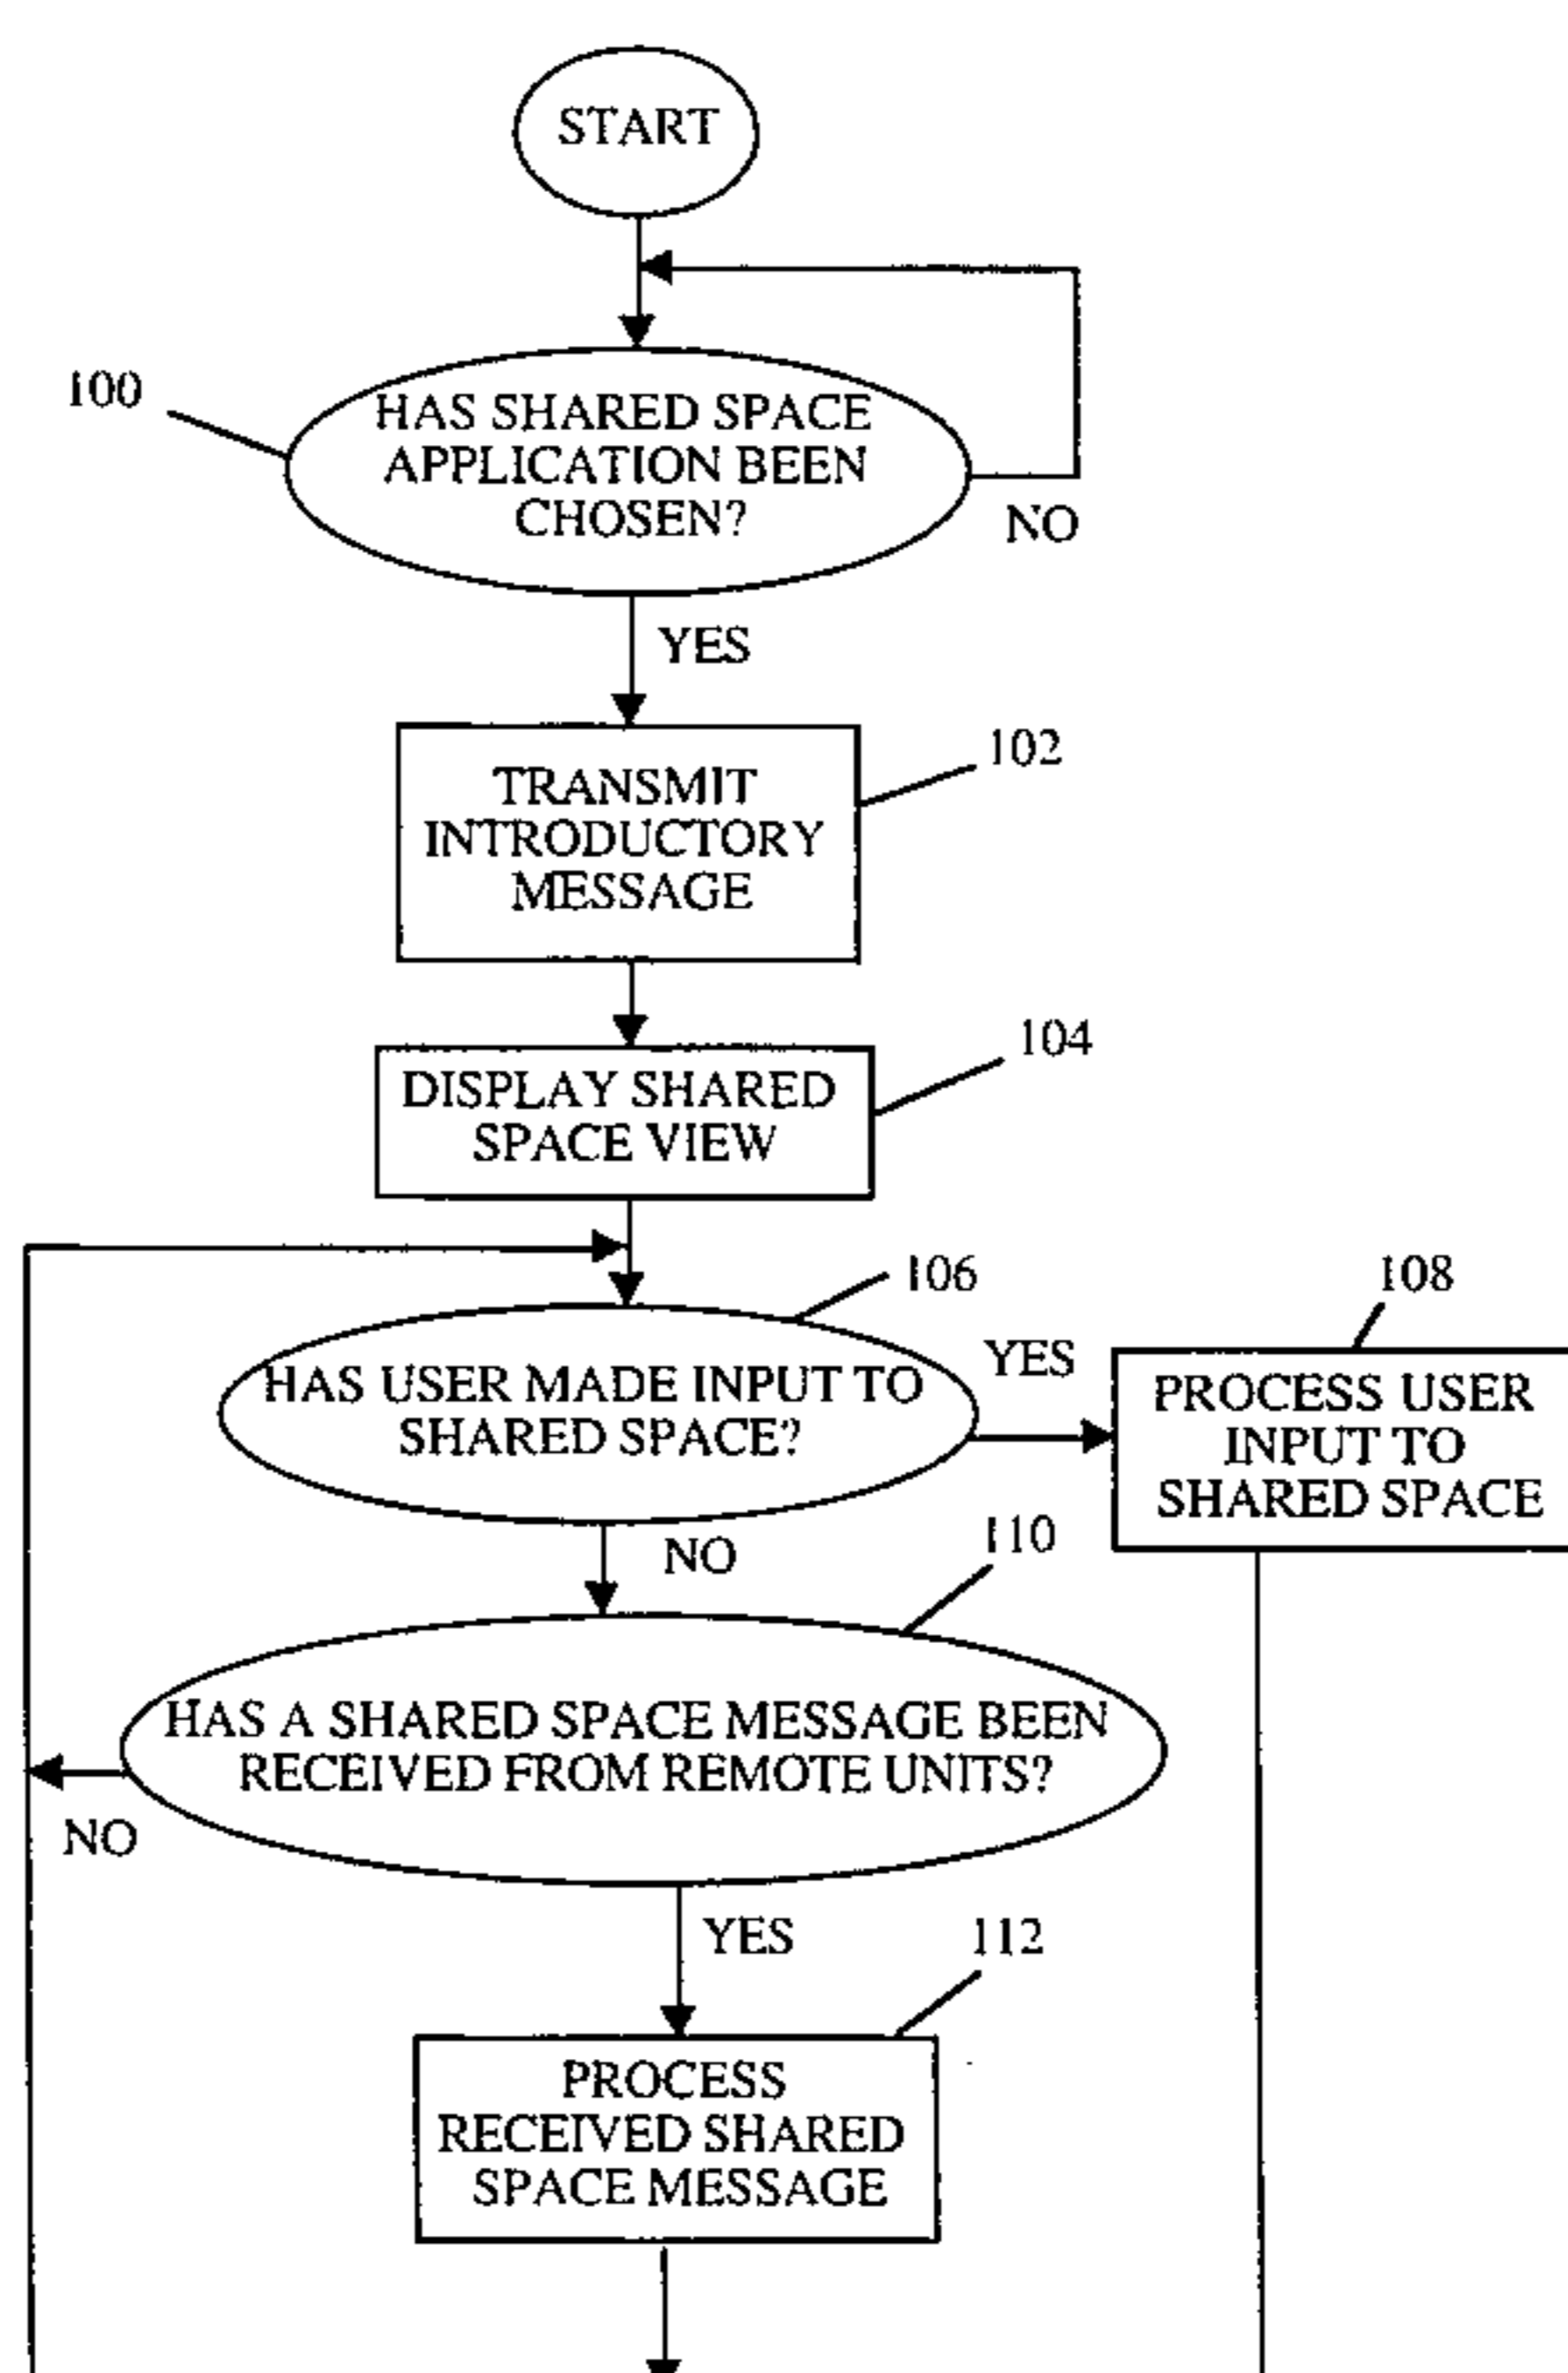 START
100
HAS SHARED SPACE
APPLICATION BEEN
CHOSEN?
NO
YES
102
TRANSMIT
INTRODUCTORY
MESSAGE
104
DISPLAY SHARED
SPACE VIEW
106
108
HAS USER MADE INPUT TO
SHARED SPACE?
YES
PROCESS USER
INPUT TO
SHARED SPACE
NO
110
HAS A SHARED SPACE MESSAGE BEEN
RECEIVED FROM REMOTE UNITS?
NO
YES
112
PROCESS
RECEIVED SHARED
SPACE MESSAGE